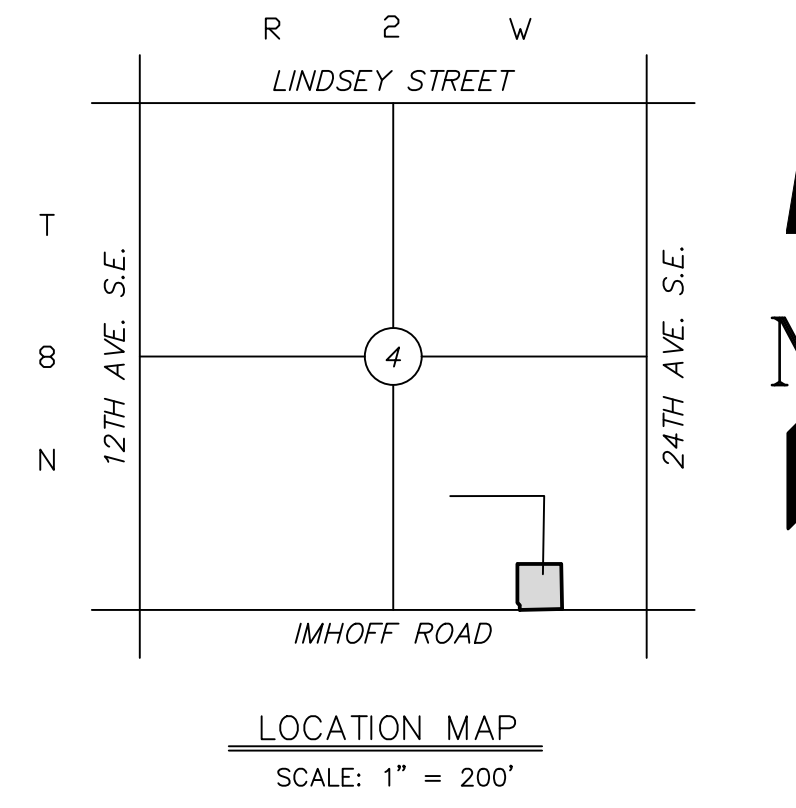 R 2 W
LINDSEY STREET
T
8
N
12TH AVE. S.E.
4
24TH AVE. S.E.
N
IMHOFF ROAD
LOCATION MAP
SCALE: 1" = 200'